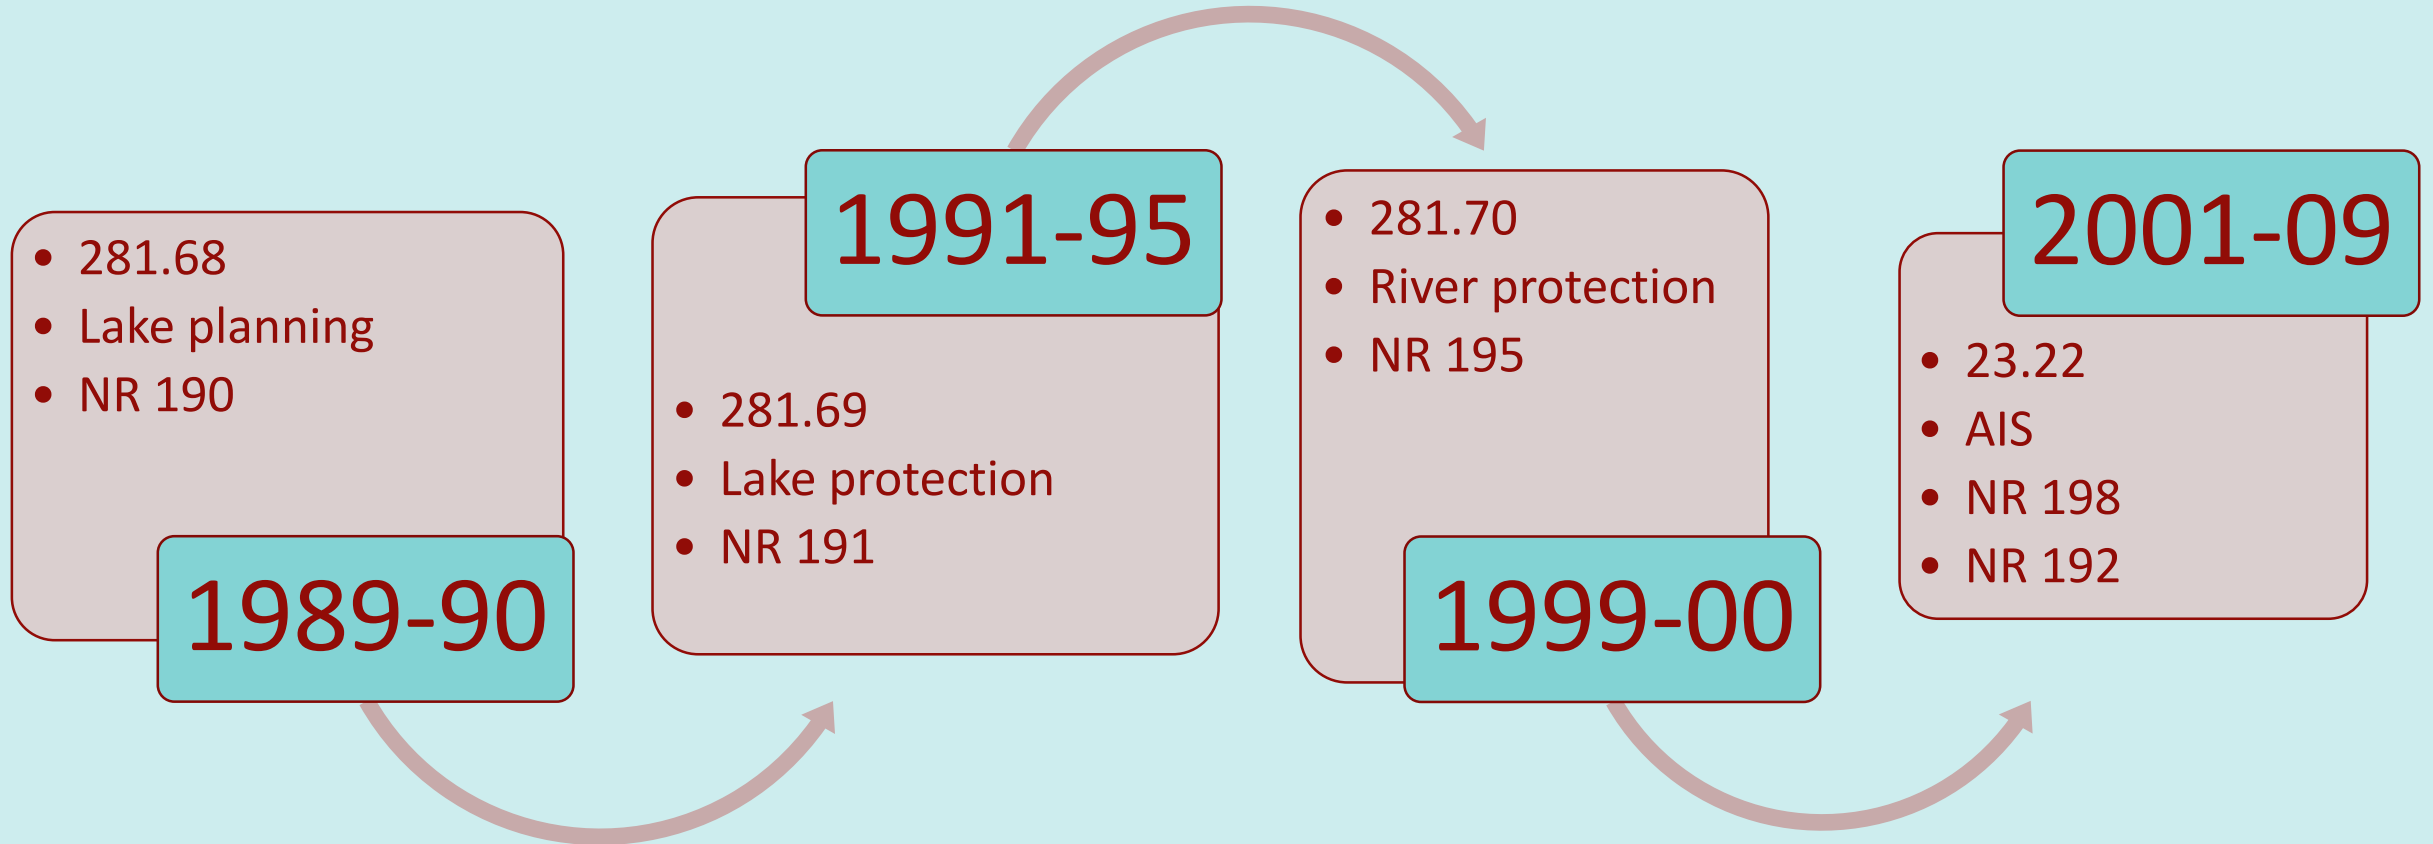 • 281.68
• Lake planning
• NR 190
1989-90
1991-95
• 281.69
• Lake protection
• NR 191
• 281.70
• River protection
• NR 195
1999-00
2001-09
• 23.22
• AIS
• NR 198
• NR 192